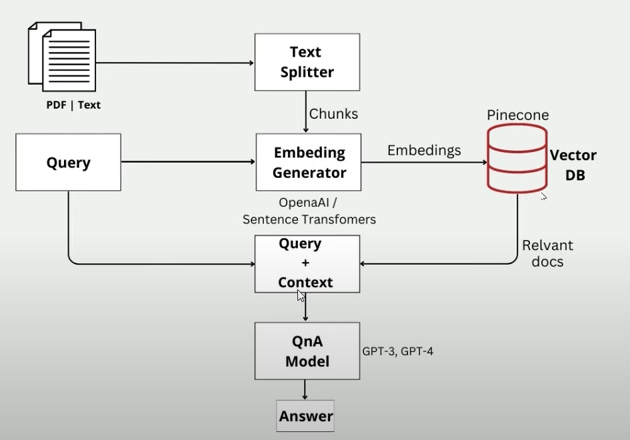 Text
Splitter
PDF | Text
Chunks
Pinecone
Query
Embeding
Generator
Embedings
Vector
DB
OpenaAI /
Sentence Transfomers
Query
+
Context
Relvant
docs
QnA
Model
GPT-3, GPT-4
Answer